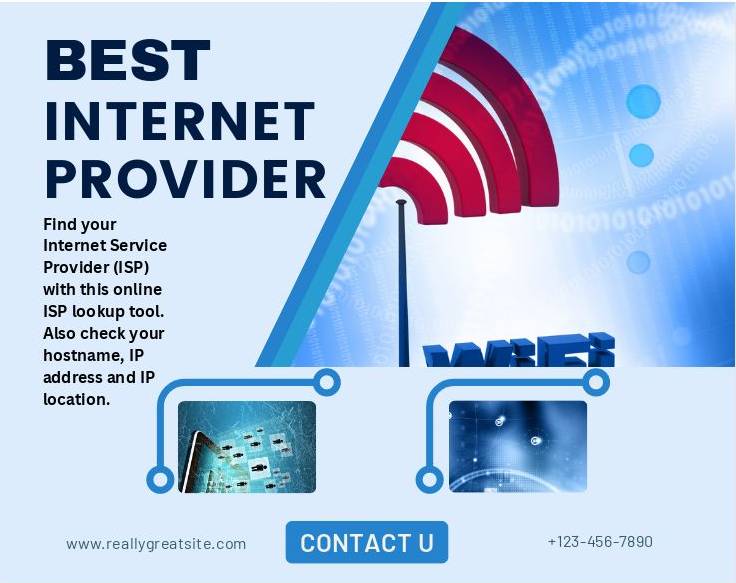 BEST
INTERNET
PROVIDER
Find your
Internet Service
Provider (ISP)
with this online
ISP lookup tool.
Also check your
hostname, IP
address and IP
location.
WiFi
www.reallygreatsite.com
CONTACT U
+123-456-7890